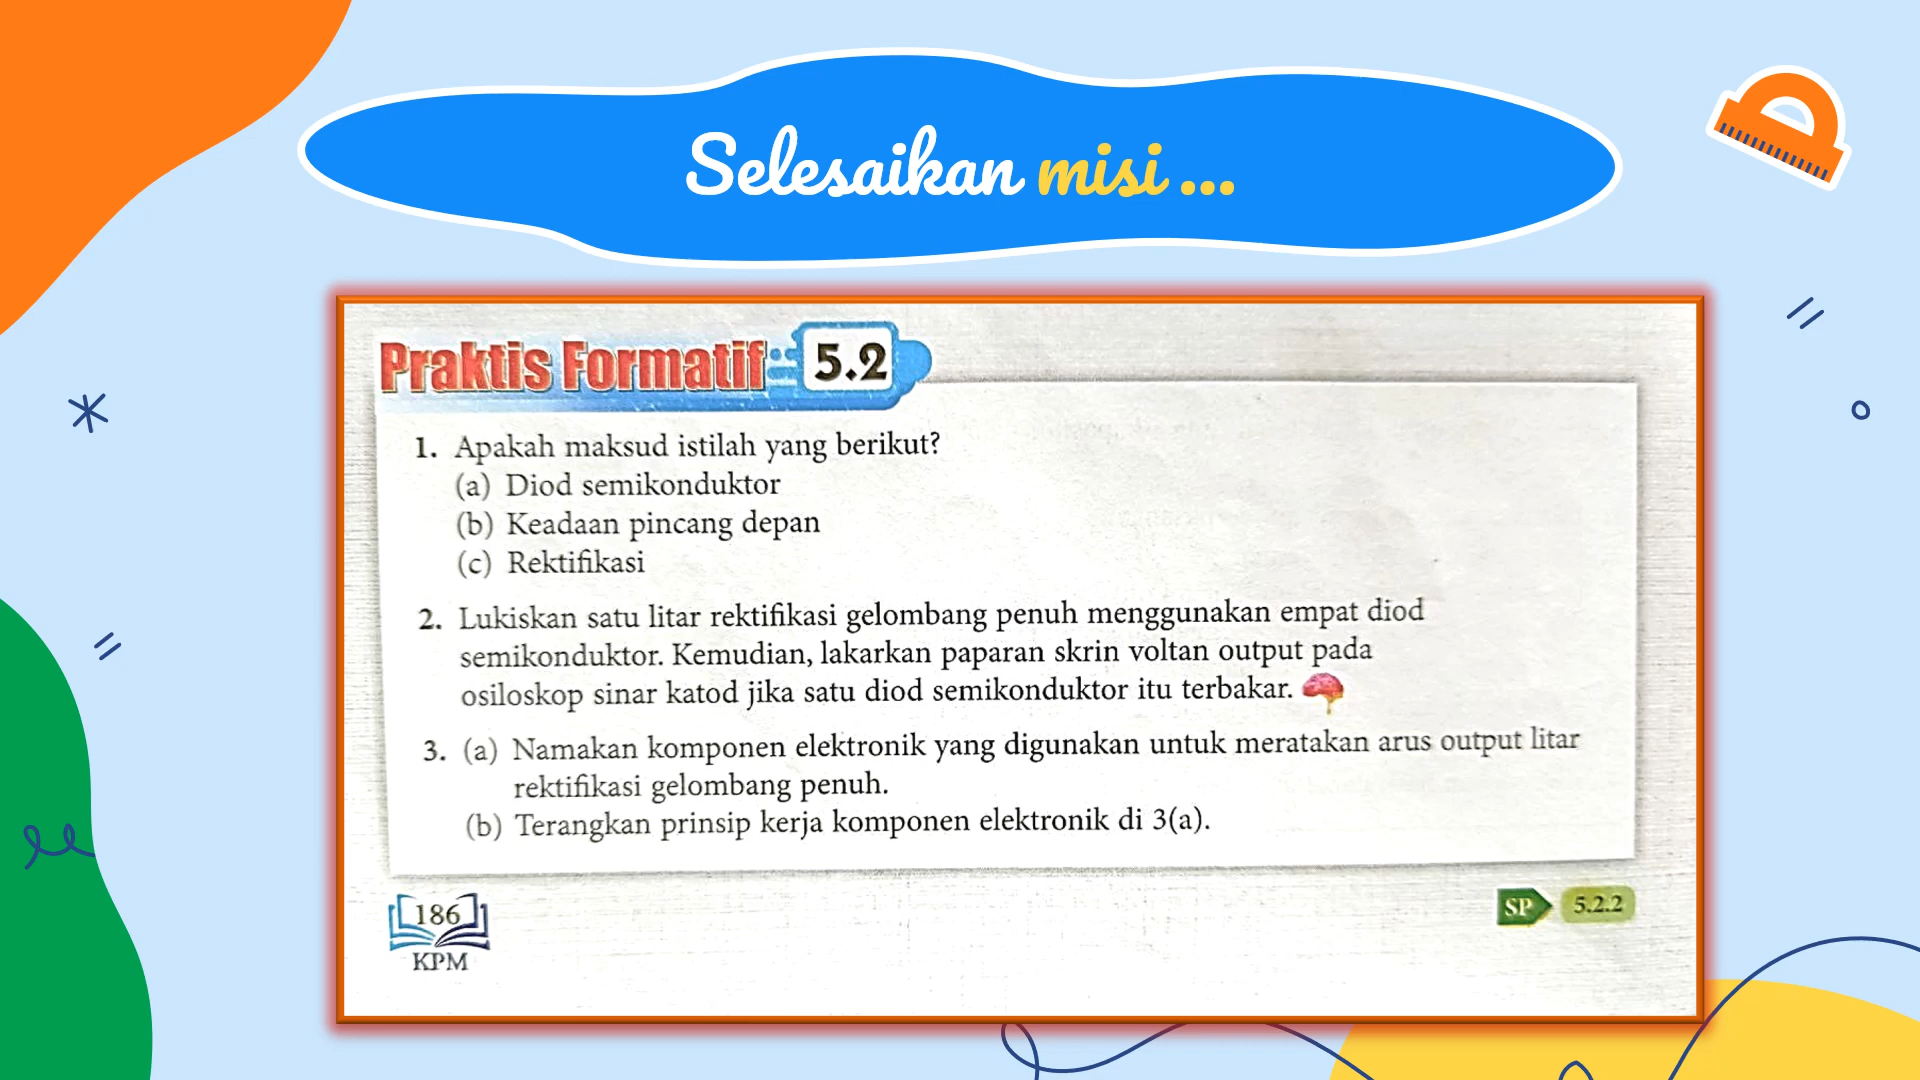 Selesaikan misi ...
Praktis Formatif 5.2
1. Apakah maksud istilah yang berikut?
(a) Diod semikonduktor
(b) Keadaan pincang depan
(c) Rektifikasi
2. Lukiskan satu litar rektifikasi gelombang penuh menggunakan empat diod
semikonduktor. Kemudian, lakarkan paparan skrin voltan output pada
osiloskop sinar katod jika satu diod semikonduktor itu terbakar.
3. (a) Namakan komponen elektronik yang digunakan untuk meratakan arus output litar
rektifikasi gelombang penuh.
(b) Terangkan prinsip kerja komponen elektronik di 3(a).
186
KPM
SP 5.2.2